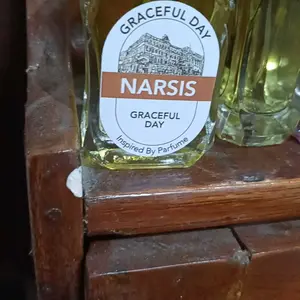 GRACEFUL DAY
NARSIS
GRACEFUL
DAY
Inspired By Parfume